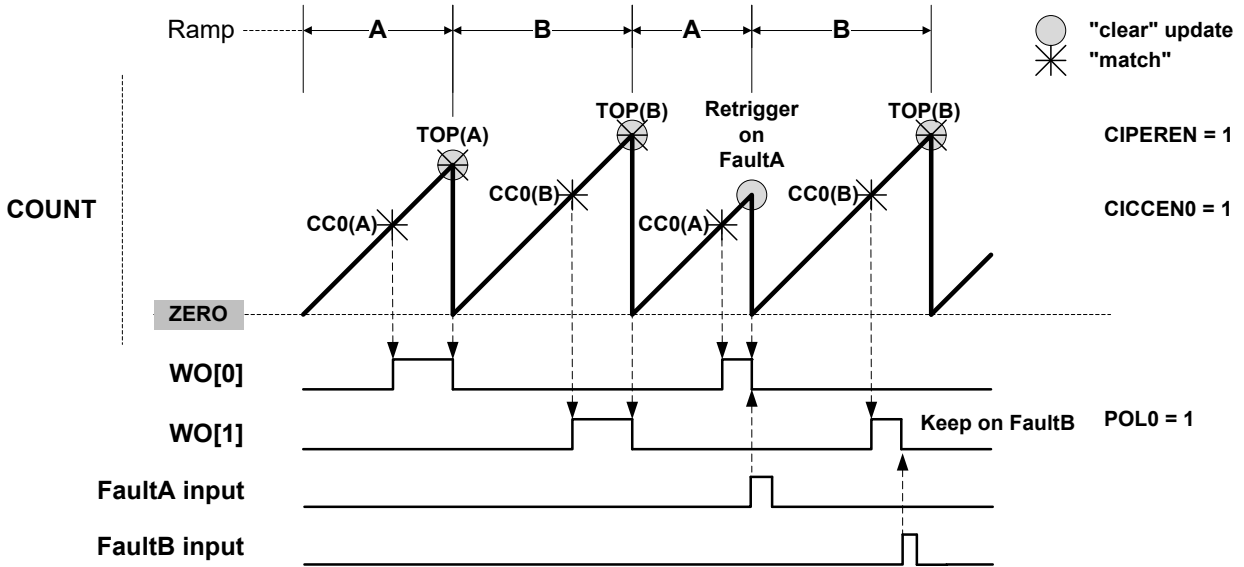 Ramp A B A B
"clear" update
"match"
TOP(A) TOP(B) Retrigger on FaultA TOP(B)
CIPEREN = 1
COUNT
CC0(A) CC0(B) CC0(A) CC0(B)
CICCEN0 = 1
ZERO
WO[0]
WO[1] Keep on FaultB POL0 = 1
FaultA input
FaultB input